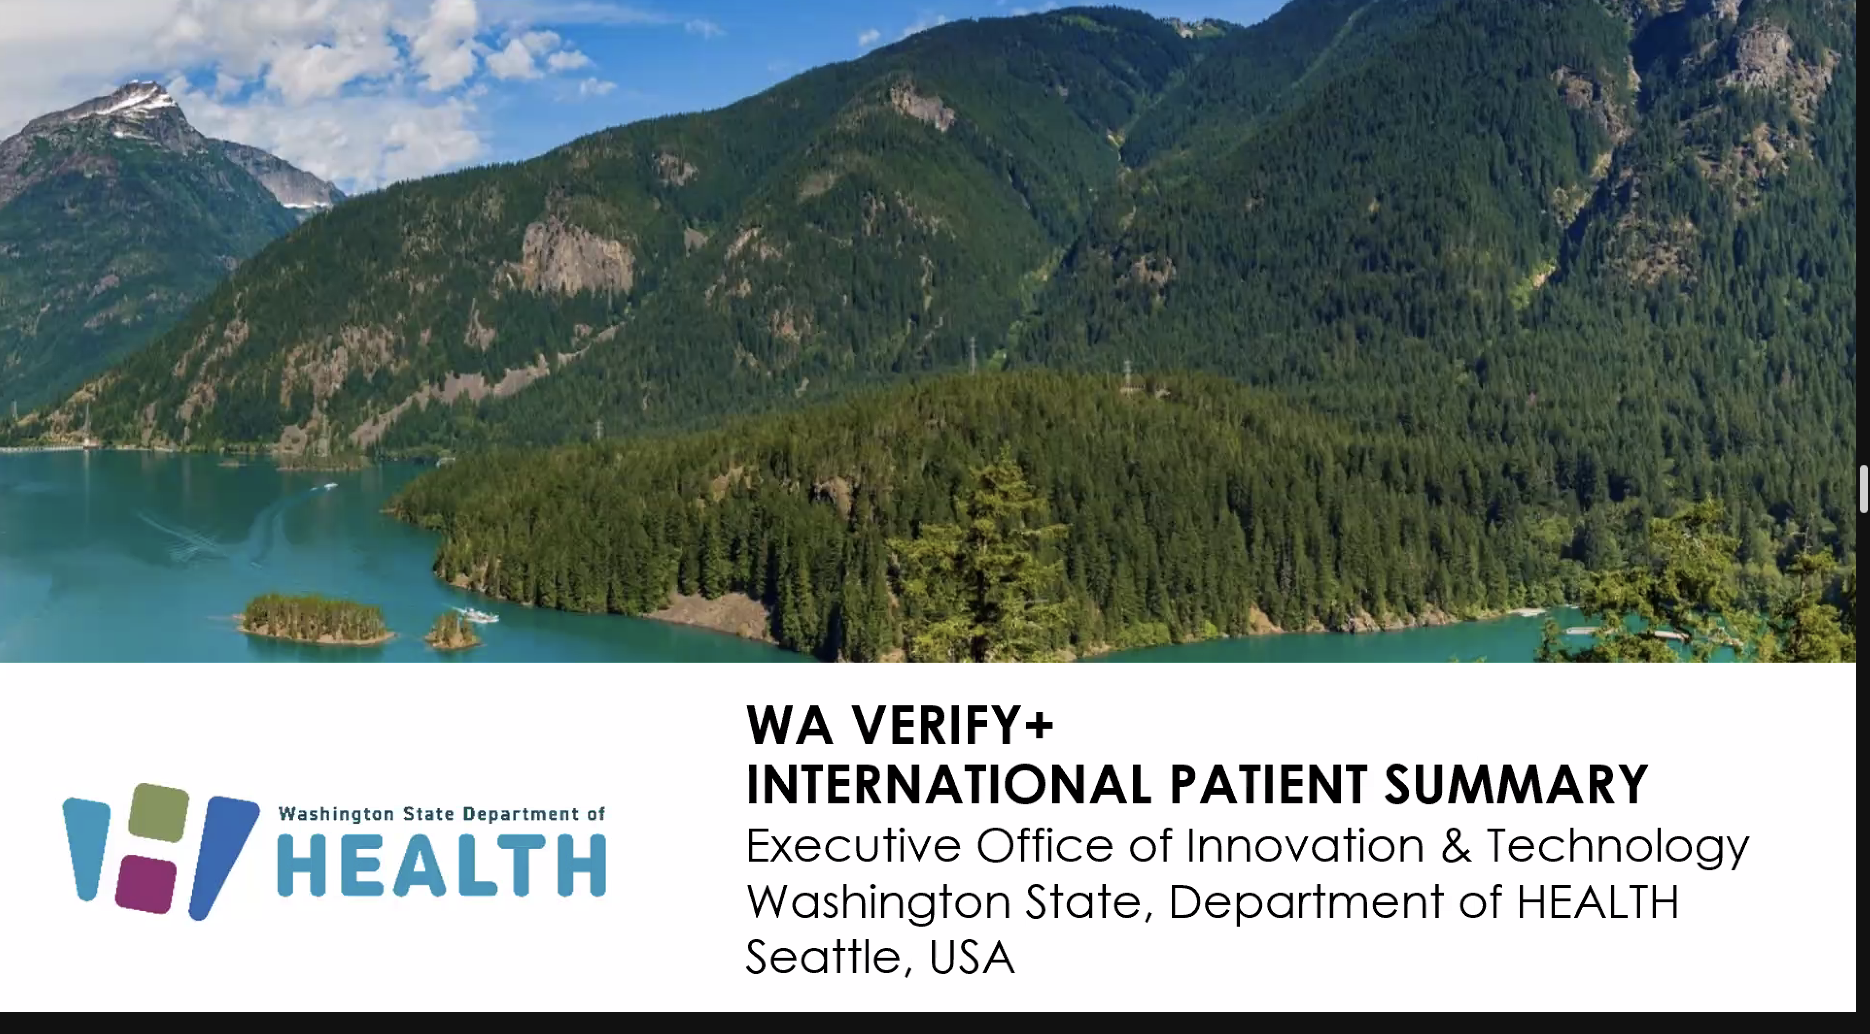 Washington State Department of
HEALTH
WA VERIFY+
INTERNATIONAL PATIENT SUMMARY
Executive Office of Innovation & Technology
Washington State, Department of HEALTH
Seattle, USA